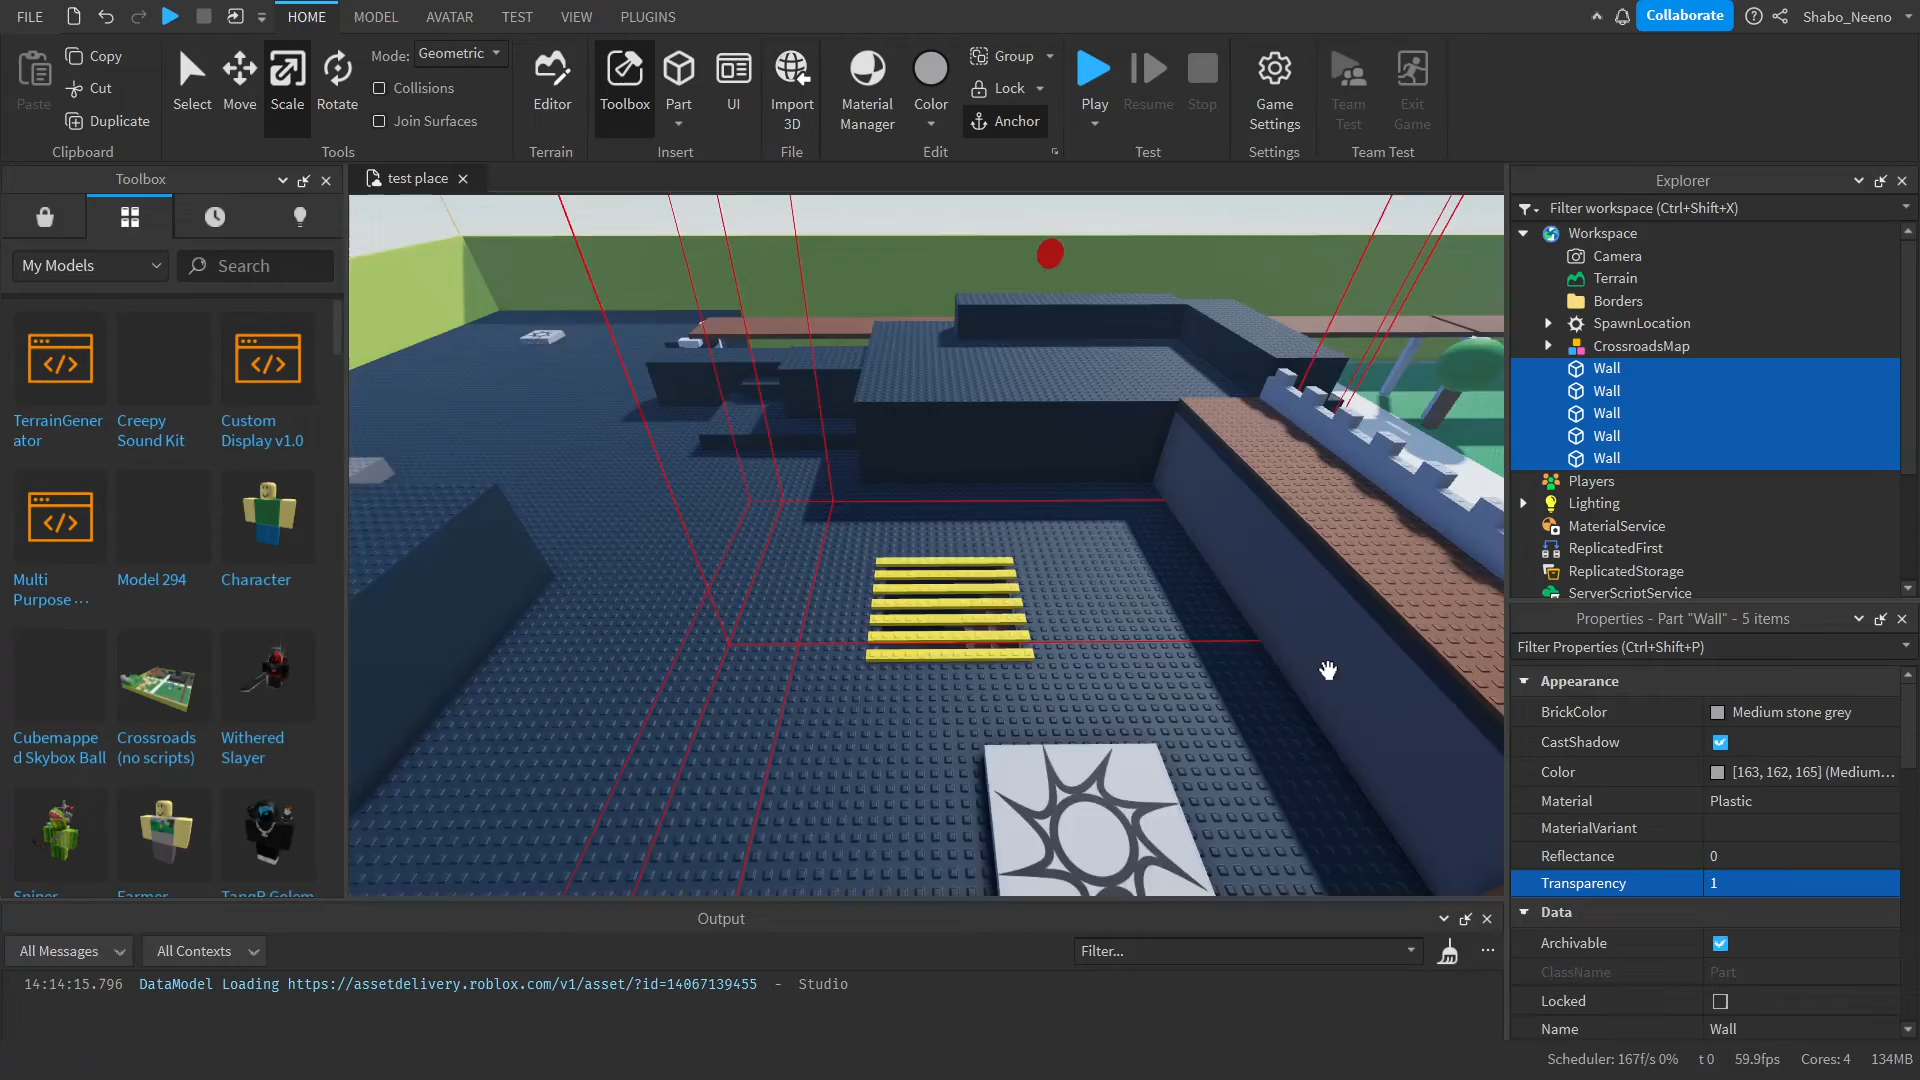 FILE
HOME
MODEL
AVATAR
TEST
VIEW
PLUGINS
Collaborate
Shabo_Neeno
Paste
Copy
Cut
Duplicate
Clipboard
Select
Move
Scale
Rotate
Mode: Geometric
Collisions
Join Surfaces
Tools
Editor
Terrain
Toolbox
Part
UI
Insert
Import
3D
File
Material
Manager
Color
Group
Lock
Anchor
Edit
Play
Resume
Stop
Test
Game
Settings
Settings
Team
Test
Exit
Game
Team Test
Toolbox
My Models
Search
TerrainGener
ator
Creepy
Sound Kit
Custom
Display v1.0
Multi
Purpose ...
Model 294
Character
Cubemappe
d Skybox Ball
Crossroads
(no scripts)
Withered
Slayer
Sniper
Farmer
TangB Golem
test place
Explorer
Filter workspace (Ctrl+Shift+X)
Workspace
Camera
Terrain
Borders
SpawnLocation
CrossroadsMap
Wall
Wall
Wall
Wall
Wall
Players
Lighting
MaterialService
ReplicatedFirst
ReplicatedStorage
ServerScriptService
Properties - Part "Wall" - 5 items
Filter Properties (Ctrl+Shift+P)
Appearance
BrickColor Medium stone grey
CastShadow
Color [163, 162, 165] (Medium...
Material Plastic
MaterialVariant
Reflectance 0
Transparency 1
Data
Archivable
ClassName Part
Locked
Name Wall
Output
All Messages
All Contexts
Filter...
14:14:15.796 DataModel Loading https://assetdelivery.roblox.com/v1/asset/?id=14067139455 - Studio
Scheduler: 167f/s 0% t 0 59.9fps Cores: 4 134MB